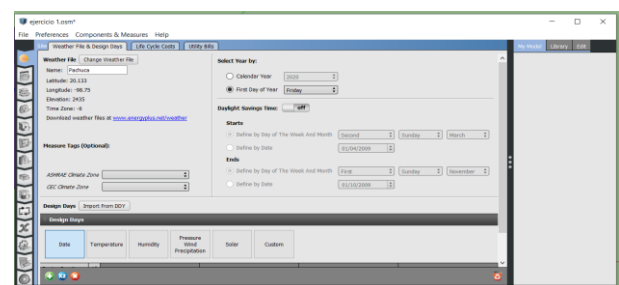 ejercicio 1.osm*
File Preferences Components & Measures Help
Site Weather File & Design Days Life Cycle Costs Utility Bills
My Model Library Edit
Weather File Change Weather File
Name: Pachuca
Latitude: 20.133
Longitude: -98.75
Elevation: 2435
Time Zone: -6
Download weather files at www.energyplus.net/weather
Measure Tags (Optional):
ASHRAE Climate Zone
CEC Climate Zone
Select Year by:
Calendar Year 2020
First Day of Year Friday
Daylight Savings Time: off
Starts
Define by Day of The Week And Month Second Sunday March
Define by Date 01/04/2009
Ends
Define by Day of The Week And Month First Sunday November
Define by Date 01/10/2009
Design Days Import From DDY
Design Days
Date
Temperature
Humidity
Pressure
Wind
Precipitation
Solar
Custom